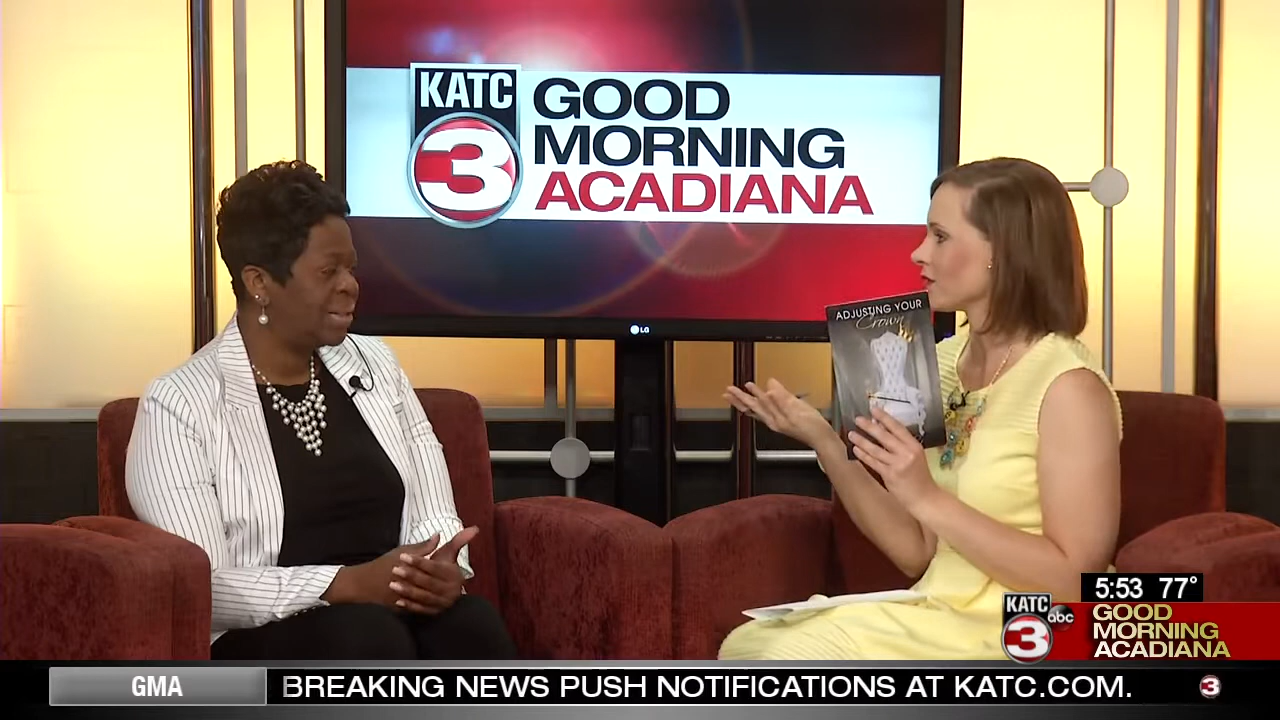 KATC
3
GOOD
MORNING
ACADIANA
LG
ADJUSTING YOUR
Crown
5:53 77°
KATC
3
abc
GOOD
MORNING
ACADIANA
GMA
BREAKING NEWS PUSH NOTIFICATIONS AT KATC.COM.
3